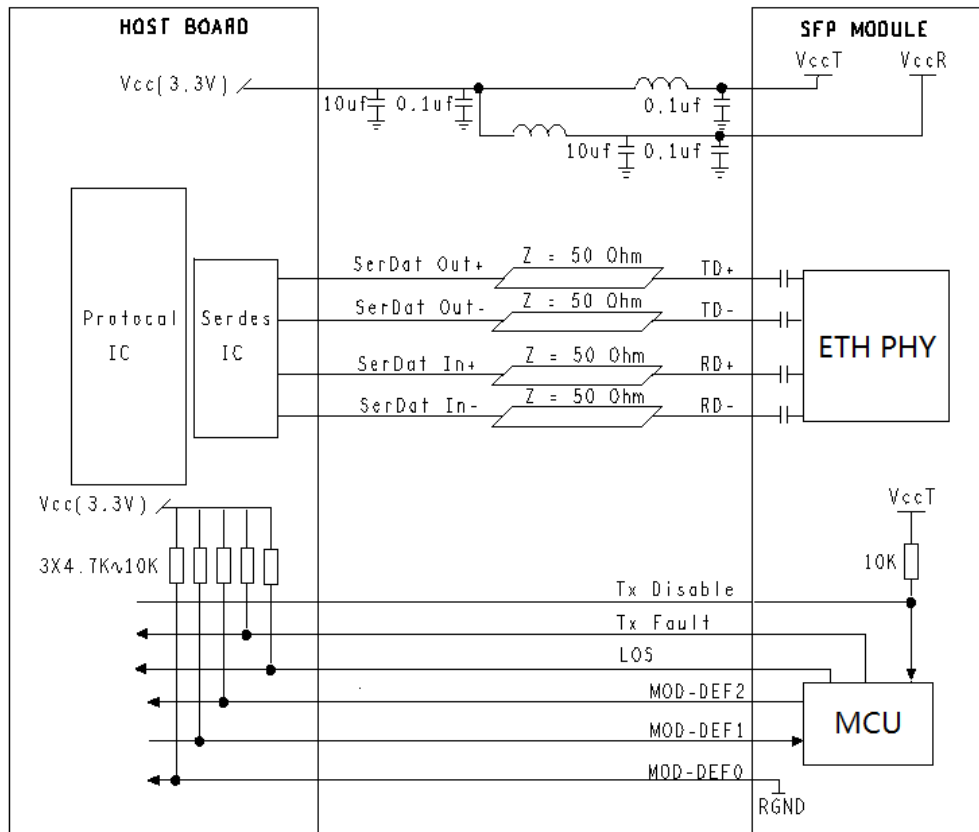 HOST BOARD
SFP MODULE
VccT
VccR
Vcc(3.3V)
10uf
0.1uf
0.1uf
10uf
0.1uf
SerDat Out+
Z = 50 Ohm
TD+
SerDat Out-
Z = 50 Ohm
TD-
Protocal
IC
Serdes
IC
ETH PHY
SerDat In+
Z = 50 Ohm
RD+
SerDat In-
Z = 50 Ohm
RD-
Vcc(3.3V)
VccT
3X4.7K∿10K
10K
Tx Disable
Tx Fault
LOS
MOD-DEF2
MCU
MOD-DEF1
MOD-DEF0
RGND